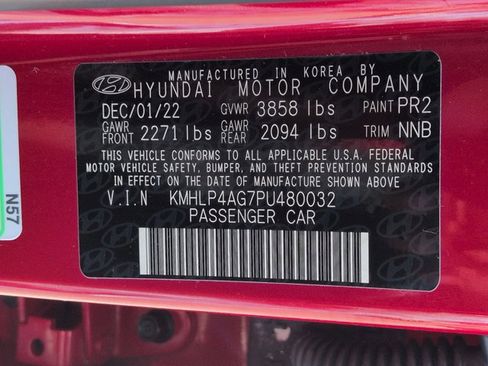 MANUFACTURED IN KOREA BY
HYUNDAI MOTOR COMPANY
DEC/01/22 GVWR 3858 lbs PAINT PR2
GAWR FRONT 2271 lbs GAWR REAR 2094 lbs TRIM NNB
THIS VEHICLE CONFORMS TO ALL APPLICABLE U.S.A. FEDERAL
MOTOR VEHICLE SAFETY, BUMPER, AND THEFT PREVENTION STANDARDS
IN EFFECT ON THE DATE OF MANUFACTURE SHOWN ABOVE
V.I.N KMHLP4AG7PU480032
PASSENGER CAR
N57